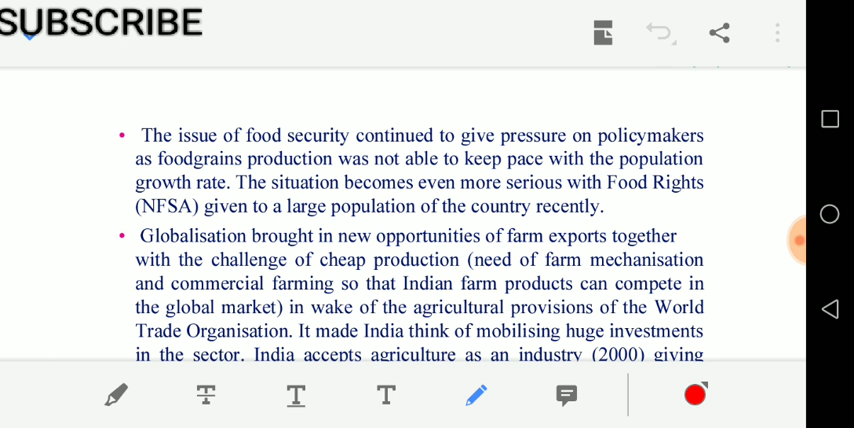 SUBSCRIBE
• The issue of food security continued to give pressure on policymakers
as foodgrains production was not able to keep pace with the population
growth rate. The situation becomes even more serious with Food Rights
(NFSA) given to a large population of the country recently.
• Globalisation brought in new opportunities of farm exports together
with the challenge of cheap production (need of farm mechanisation
and commercial farming so that Indian farm products can compete in
the global market) in wake of the agricultural provisions of the World
Trade Organisation. It made India think of mobilising huge investments
in the sector. India accepts agriculture as an industry (2000) giving